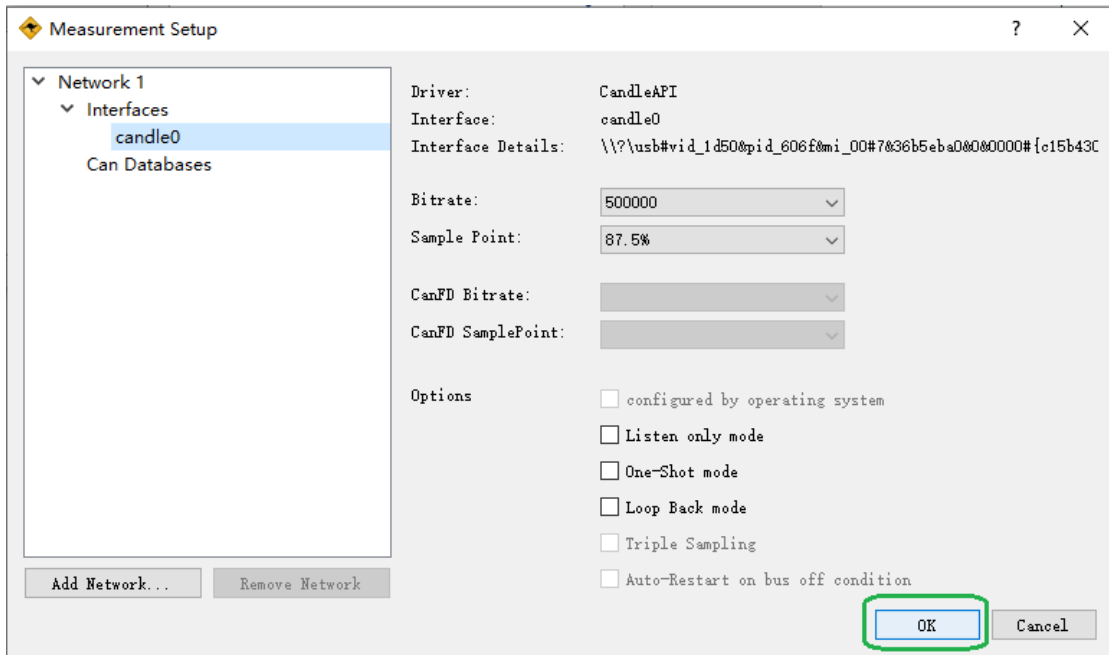 Measurement Setup
Network 1
Interfaces
candle0
Can Databases
Add Network...
Remove Network
Driver: CandleAPI
Interface: candle0
Interface Details: \\?\usb#vid_1d50&pid_606f&mi_00#7&36b5eba0&0&0000#{c15b430
Bitrate: 500000
Sample Point: 87.5%
CanFD Bitrate:
CanFD SamplePoint:
Options
configured by operating system
Listen only mode
One-Shot mode
Loop Back mode
Triple Sampling
Auto-Restart on bus off condition
OK Cancel